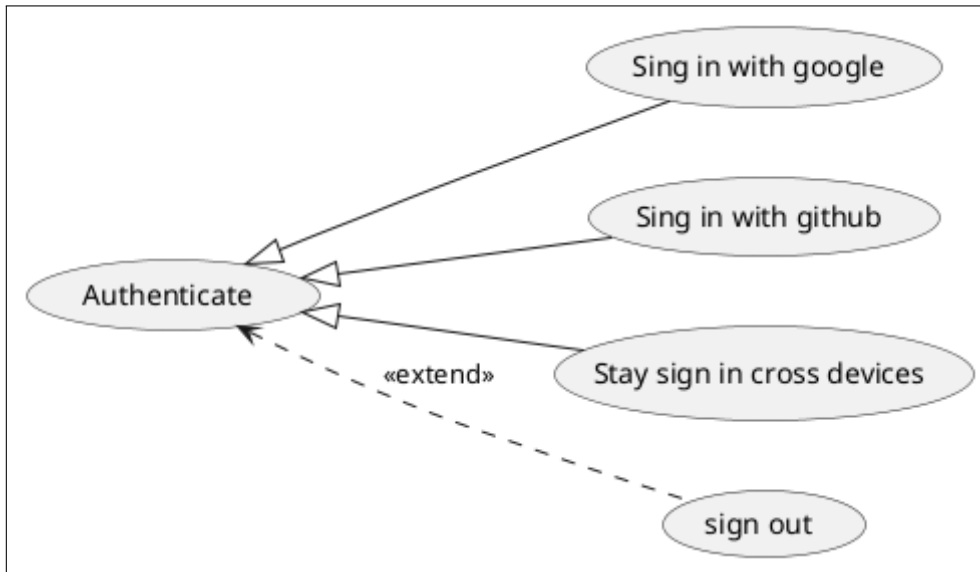 Sing in with google
Sing in with github
Authenticate
Stay sign in cross devices
«extend»
sign out